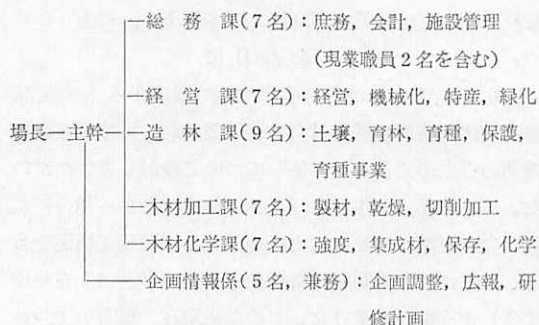 総務課(7名):庶務,会計,施設管理
(現業職員2名を含む)
経営課(7名):経営,機械化,特産,緑化
場長―主幹―造林課(9名):土壌,育林,育種,保護,
育種事業
木材加工課(7名):製材,乾燥,切削加工
木材化学課(7名):強度,集成材,保存,化学
企画情報係(5名,兼務):企画調整,広報,研
修計画